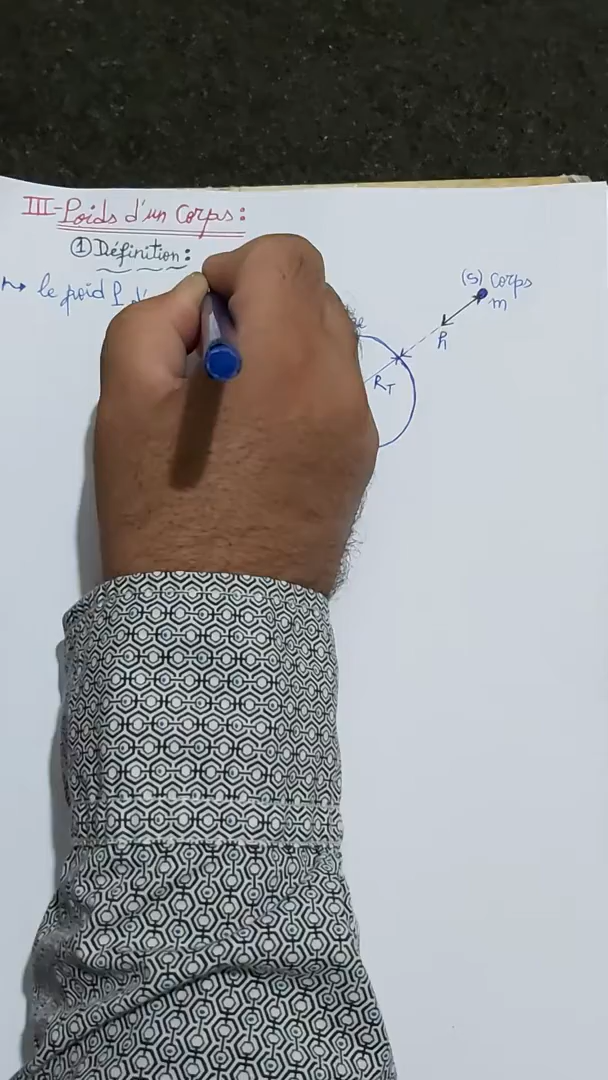 III-Poids d'un Corps:
① Définition:
le poid P d'
(S) Corps
m
h
R_T